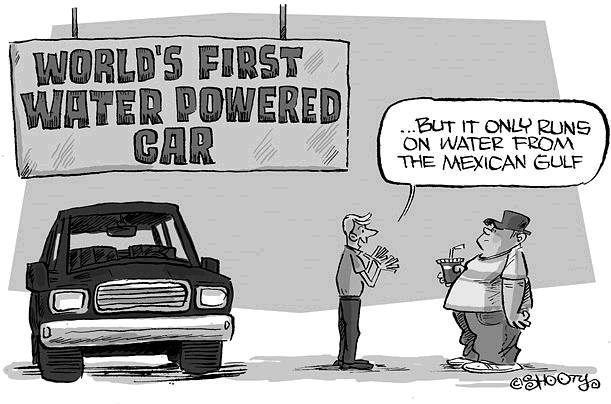 WORLD'S FIRST
WATER POWERED
CAR
...BUT IT ONLY RUNS
ON WATER FROM
THE MEXICAN GULF
© SHOOTY